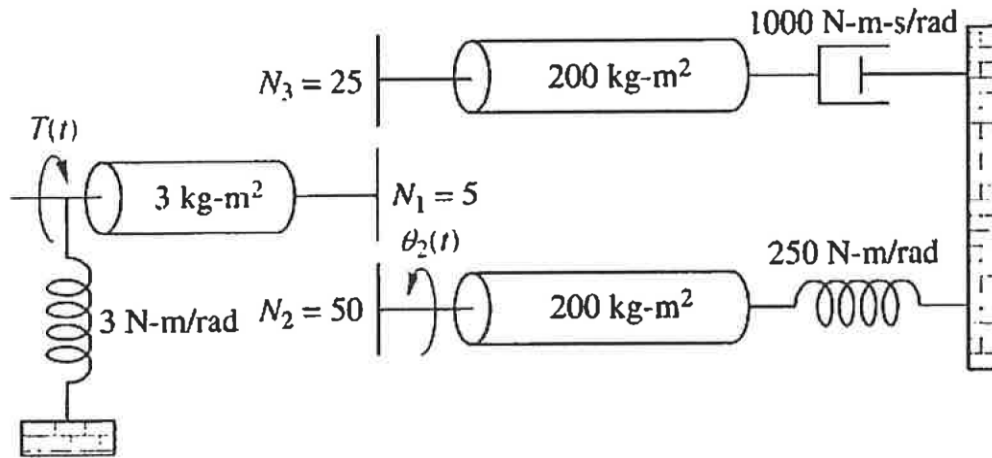 1000 N-m-s/rad
N₃ = 25
200 kg-m²
T(t)
3 kg-m²
N₁ = 5
θ₂(t)
250 N-m/rad
3 N-m/rad
N₂ = 50
200 kg-m²